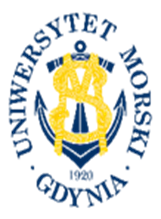 UNIWERSYTET MORSKI
1920
· GDYNIA ·